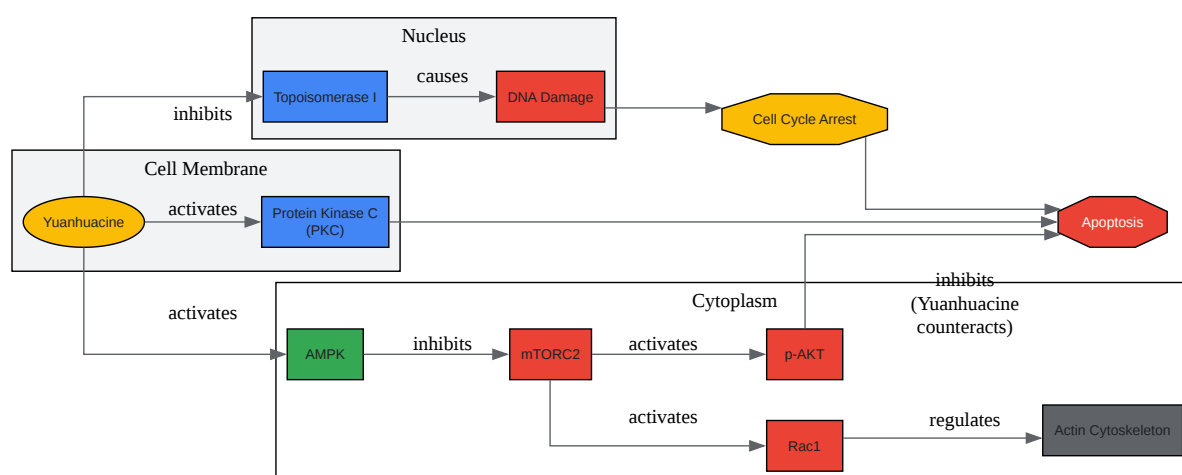 Nucleus
Topoisomerase I
causes
DNA Damage
Cell Cycle Arrest
inhibits
Cell Membrane
Yuanhuacine
activates
Protein Kinase C
(PKC)
Apoptosis
activates
Cytoplasm
inhibits
(Yuanhuacine
counteracts)
AMPK
inhibits
mTORC2
activates
p-AKT
activates
Rac1
regulates
Actin Cytoskeleton